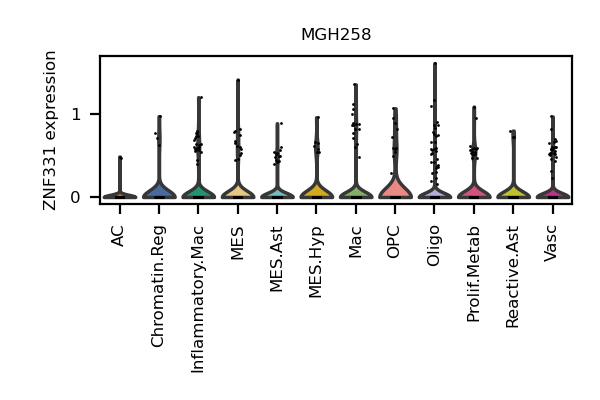 MGH258
ZNF331 expression
1
0
AC
Chromatin.Reg
Inflammatory.Mac
MES
MES.Ast
MES.Hyp
Mac
OPC
Oligo
Prolif.Metab
Reactive.Ast
Vasc